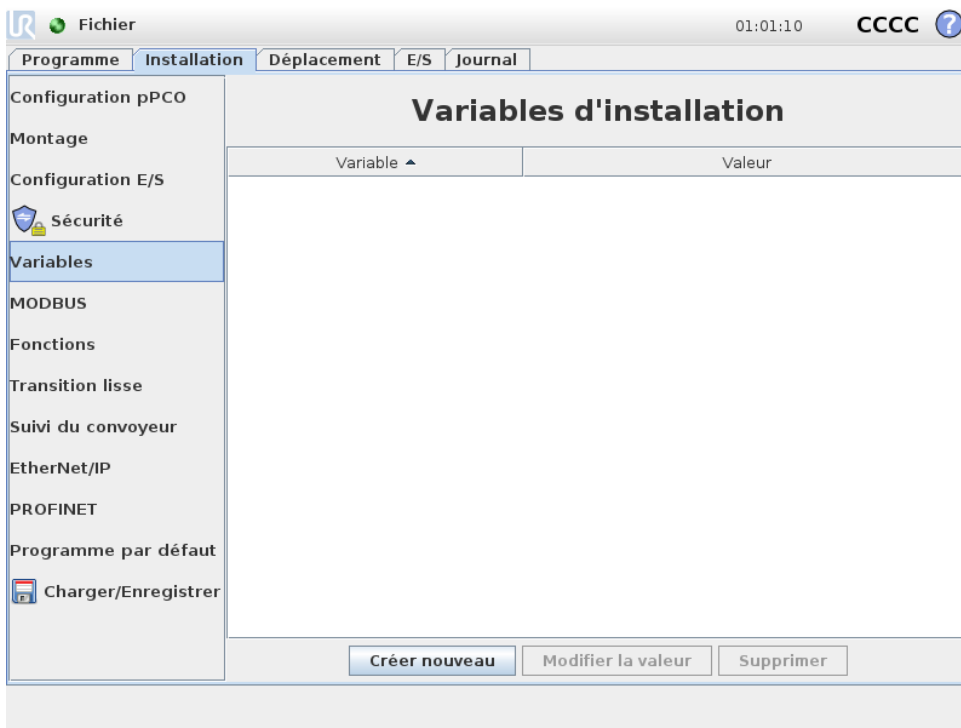 UR Fichier 01:01:10 CCCC ?
Programme Installation Déplacement E/S Journal
Configuration pPCO
Montage
Configuration E/S
Sécurité
Variables
MODBUS
Fonctions
Transition lisse
Suivi du convoyeur
EtherNet/IP
PROFINET
Programme par défaut
Charger/Enregistrer
Variables d'installation
Variable Valeur
Créer nouveau Modifier la valeur Supprimer